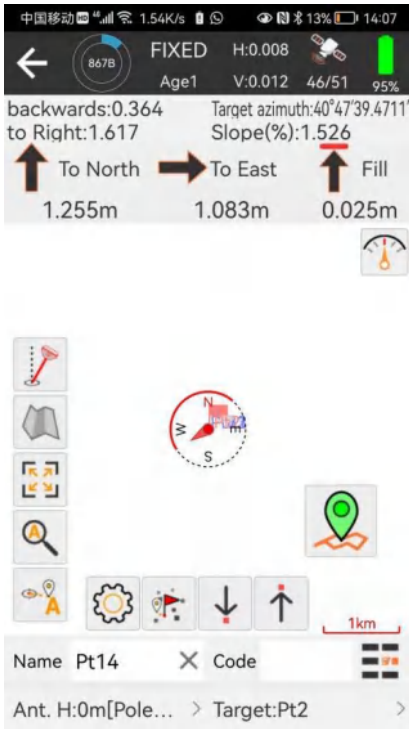 中国移动 HD 4G 1.54K/s 13% 14:07
867B FIXED H:0.008
Age1 V:0.012 46/51 95%
backwards:0.364 Target azimuth:40°47'39.4711"
to Right:1.617 Slope(%):1.526
To North To East Fill
1.255m 1.083m 0.025m
N
W
S
1km
Name Pt14 Code
Ant. H:0m[Pole... > Target:Pt2 >